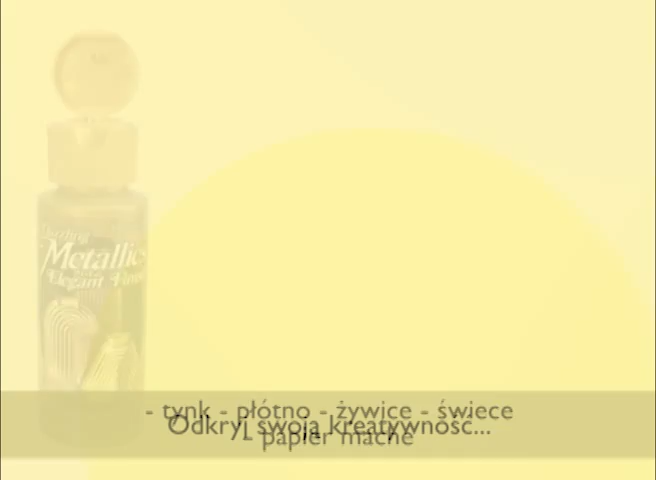 Dazzling
Metallics
Elegant Finish
- tynk - płótno - żywice - świece
Odkryj swoją kreatywność...
- papier mache